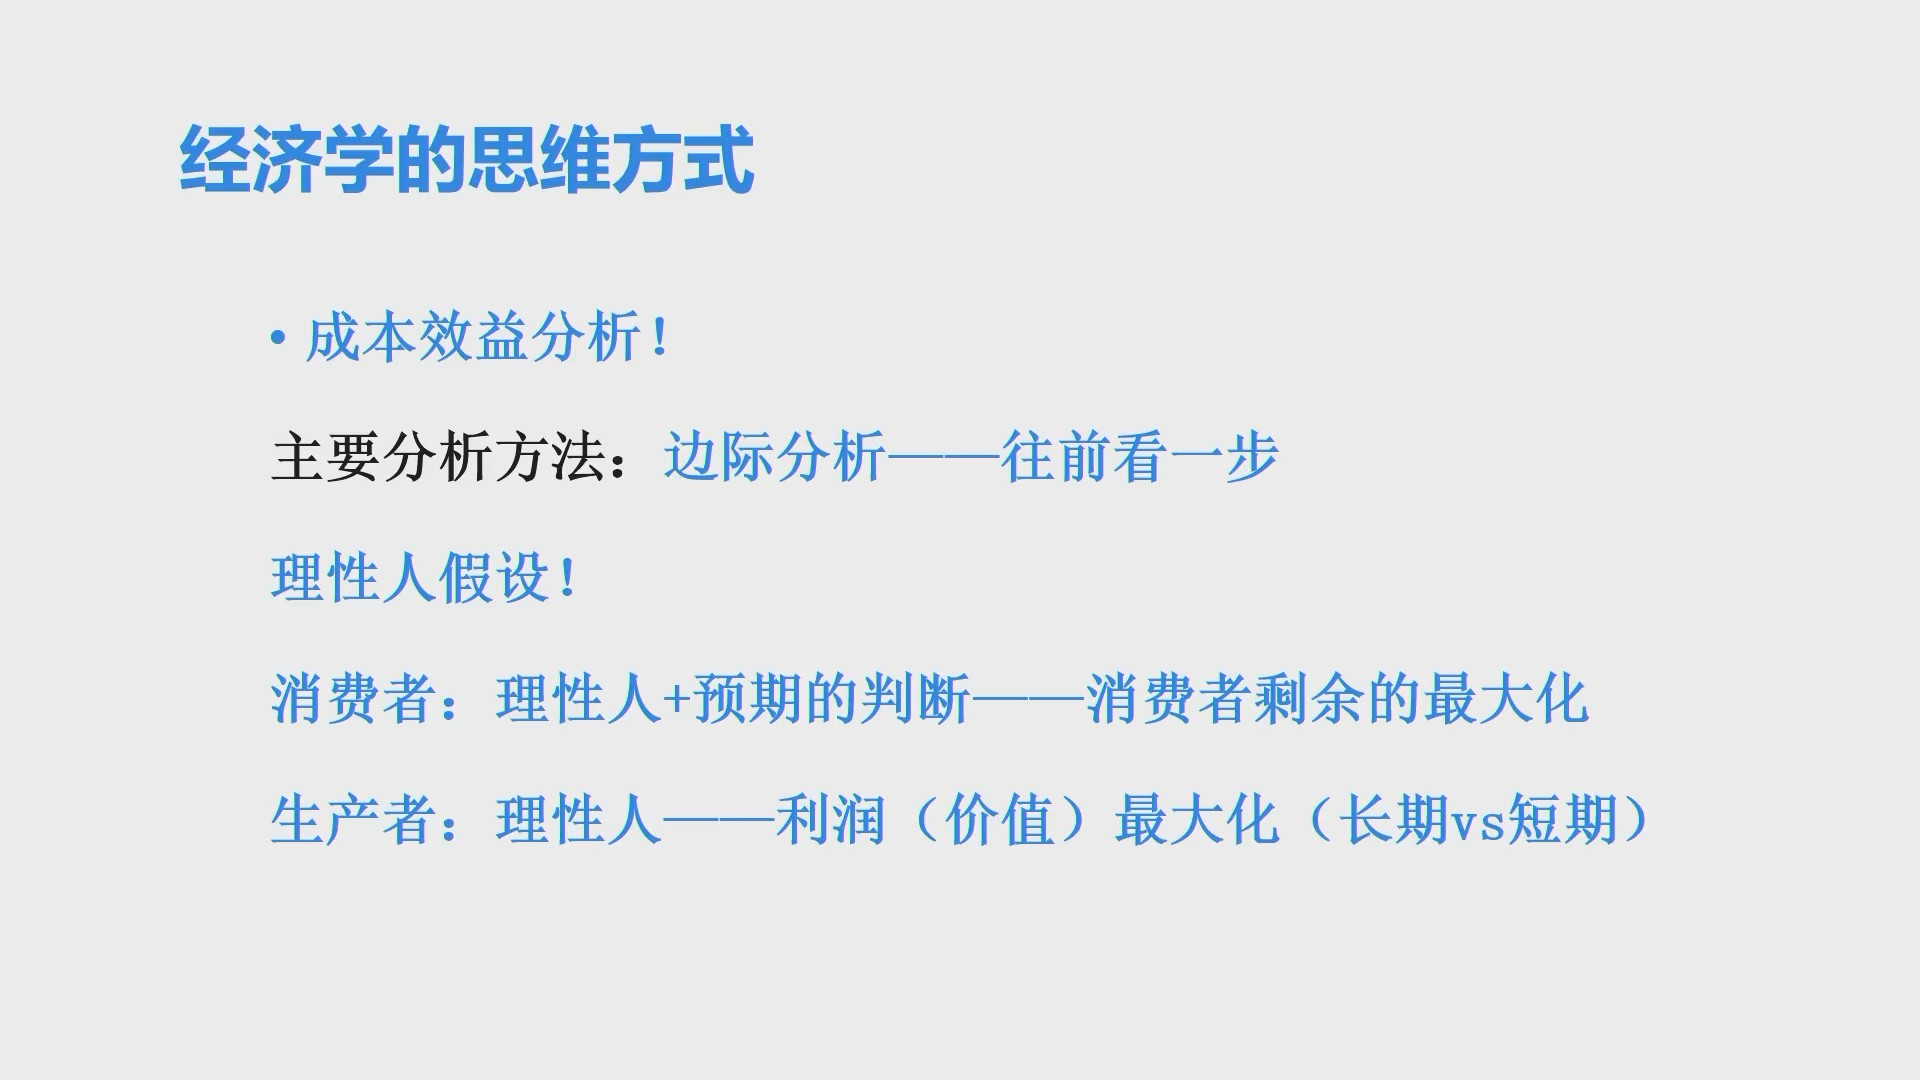 经济学的思维方式
• 成本效益分析！
主要分析方法：边际分析——往前看一步
理性人假设！
消费者：理性人+预期的判断——消费者剩余的最大化
生产者：理性人——利润（价值）最大化（长期vs短期）